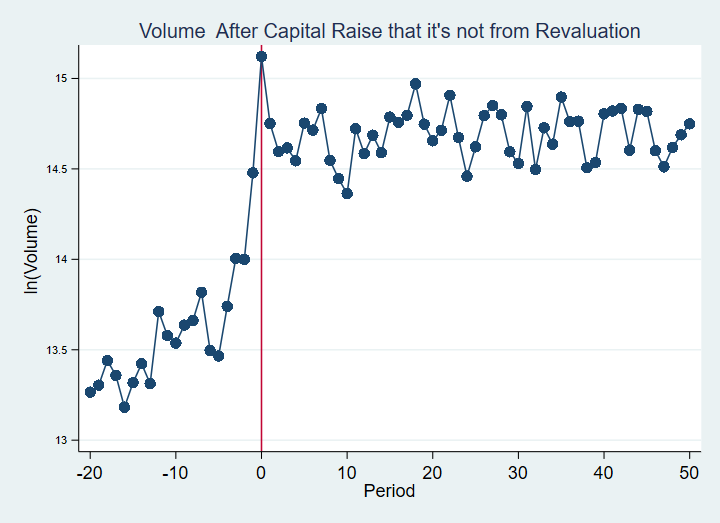 Volume  After Capital Raise that it's not from Revaluation
ln(Volume)
15
14.5
14
13.5
13
-20 -10 0 10 20 30 40 50
Period